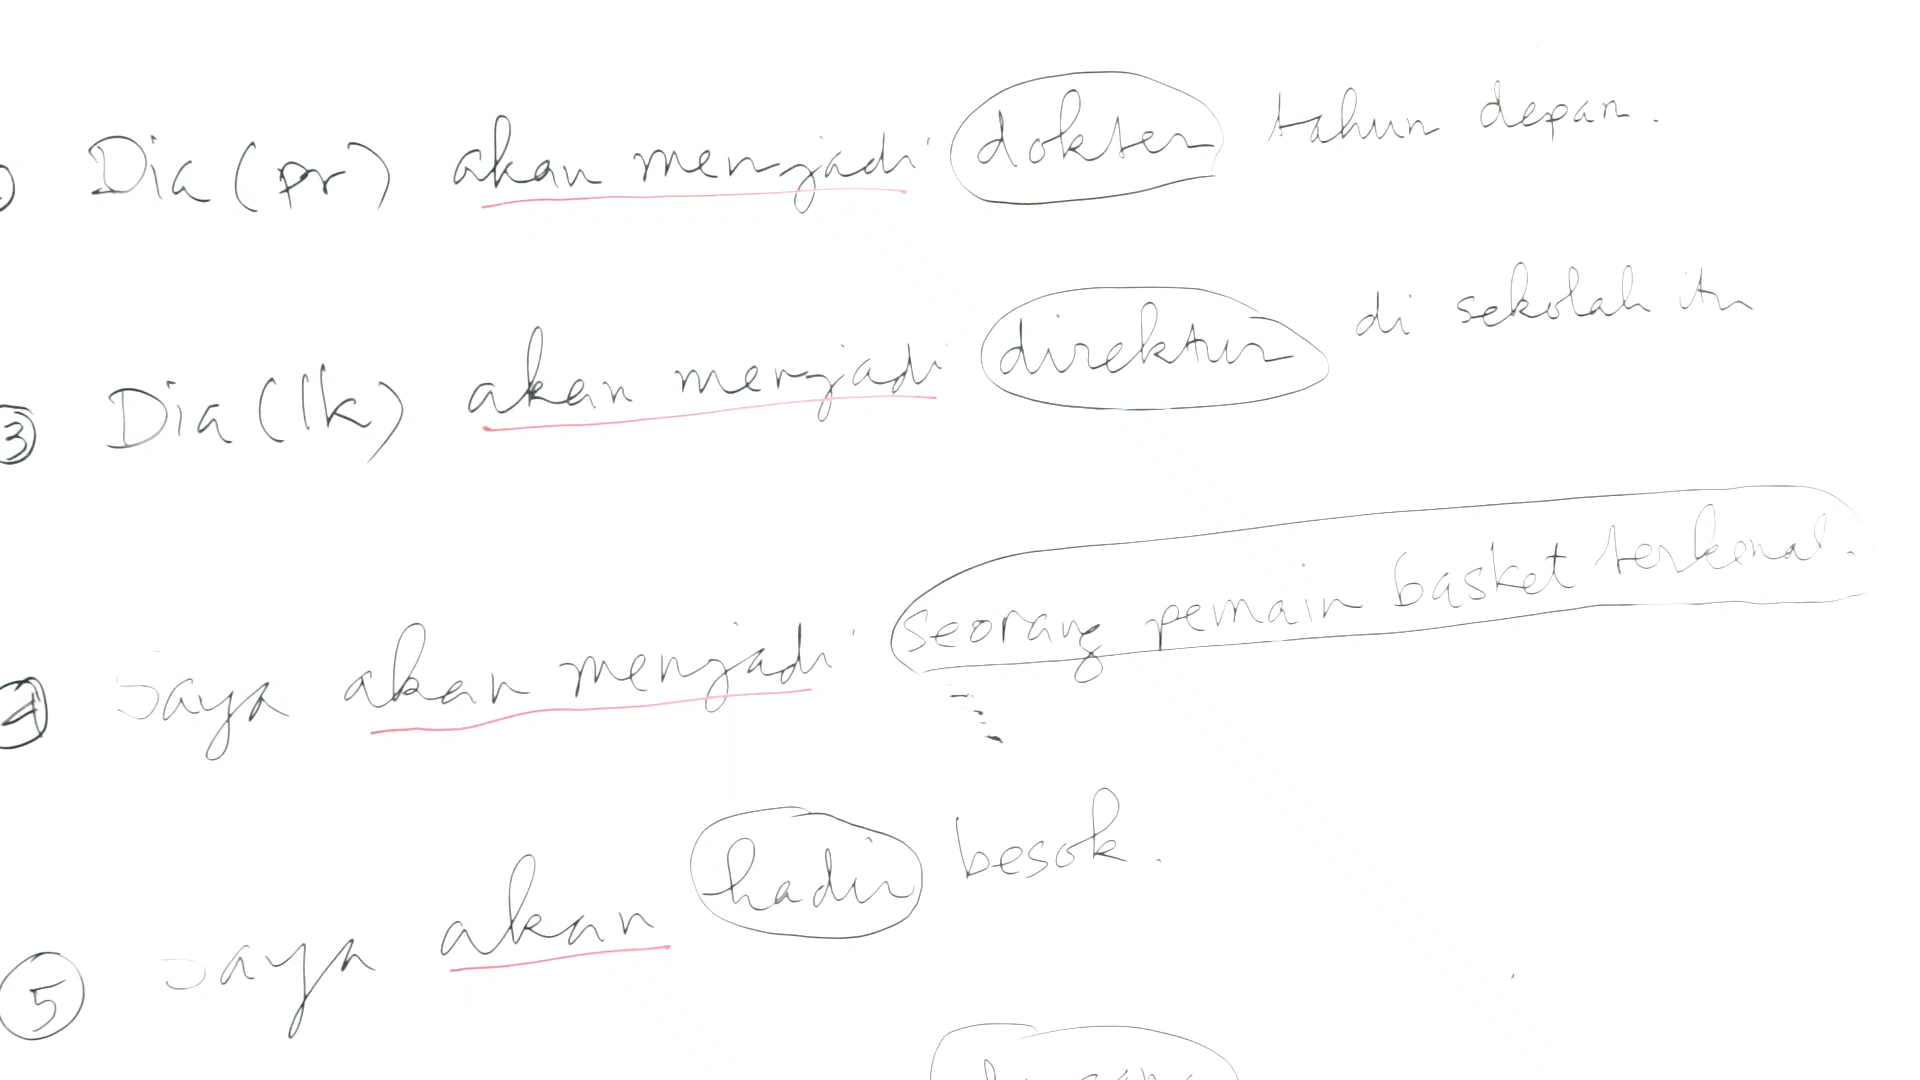 Dia (pr) akan menjadi dokter tahun depan.
③ Dia (lk) akan menjadi direktur di sekolah itu
④ Saya akan menjadi seorang pemain basket terkenal.
⑤ Saya akan hadir besok.